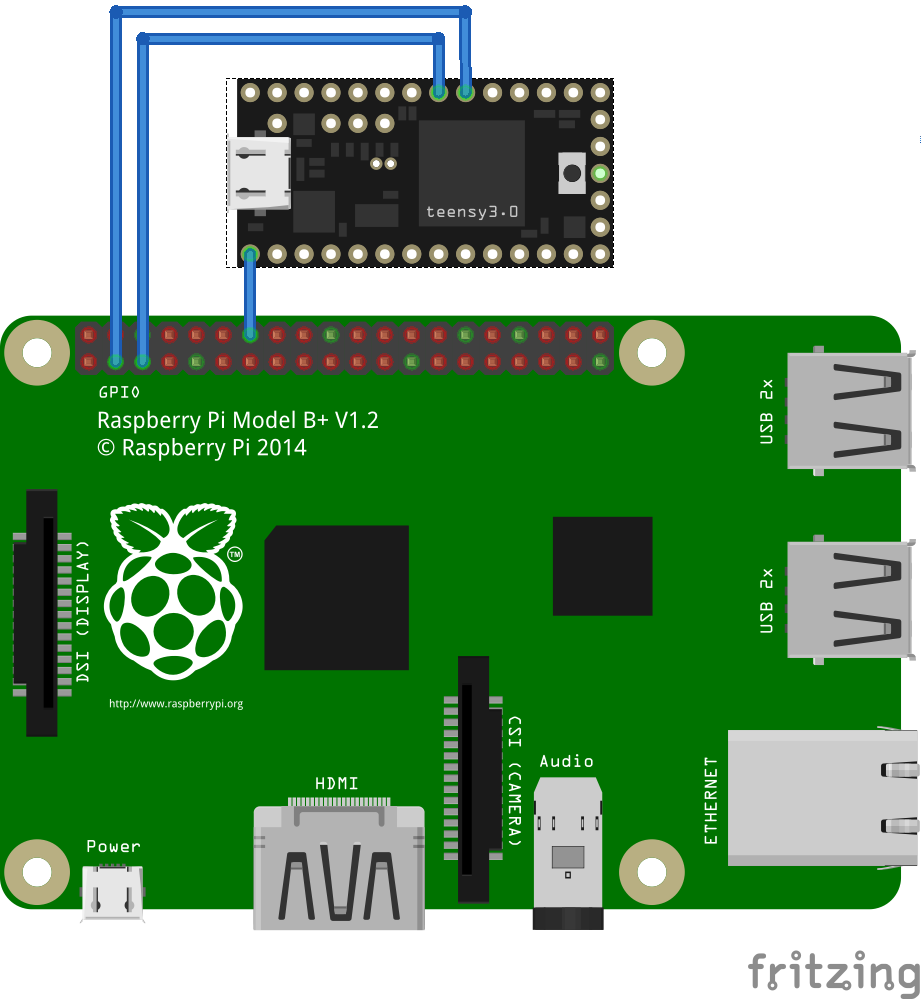 teensy3.0
GPIO
Raspberry Pi Model B+ V1.2
© Raspberry Pi 2014
USB 2x
DSI (DISPLAY)
TM
USB 2x
http://www.raspberrypi.org
CSI (CAMERA)
Audio
ETHERNET
HDMI
Power
fritzing